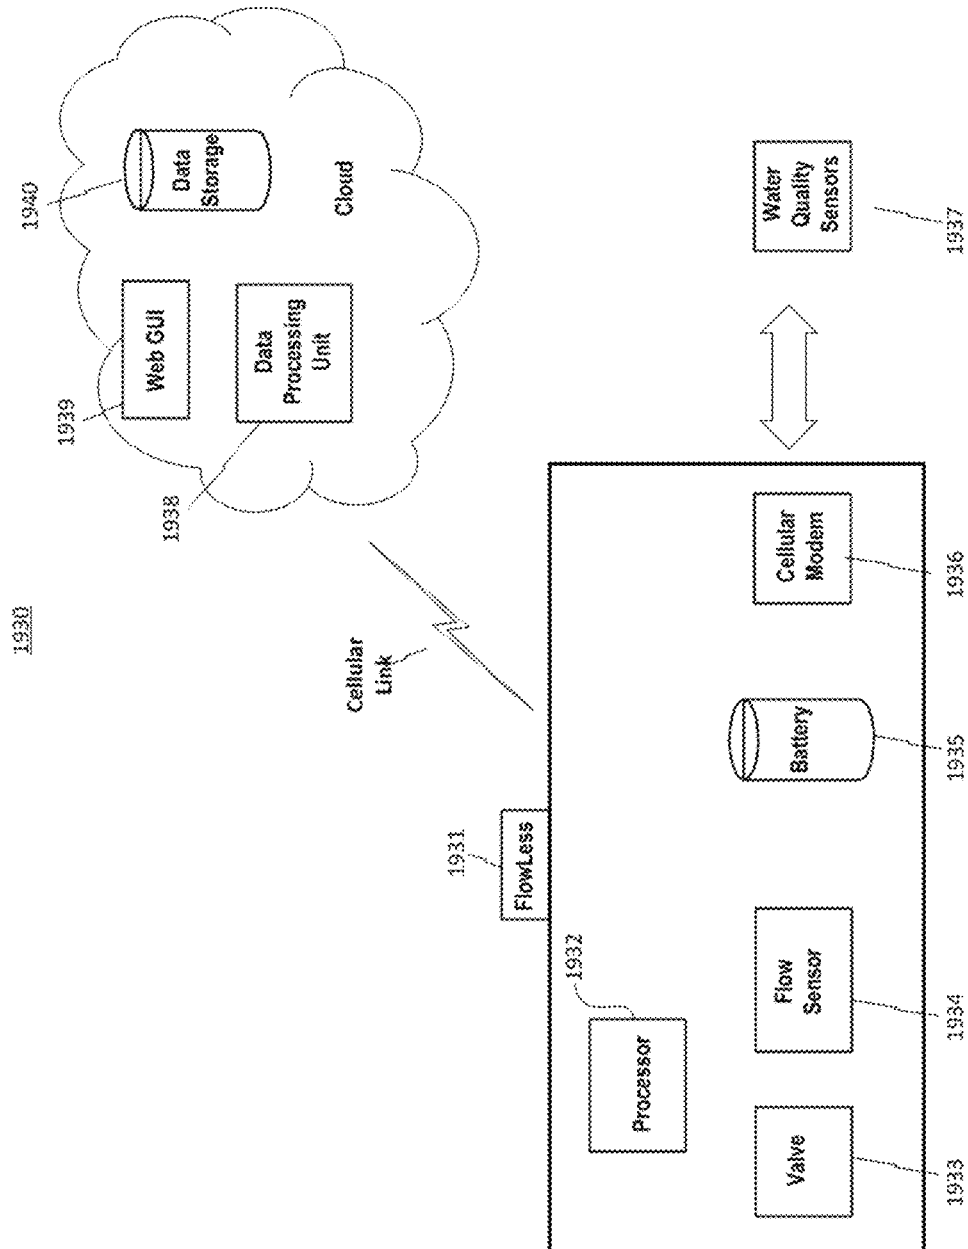 1930
1940
Data
Storage
1939
Web GUI
1938
Data
Processing
Unit
Cloud
Cellular
Link
1931
FlowLess
1932
Processor
Valve
1933
Flow
Sensor
1934
Battery
1935
Cellular
Modem
1936
Water
Quality
Sensors
1937